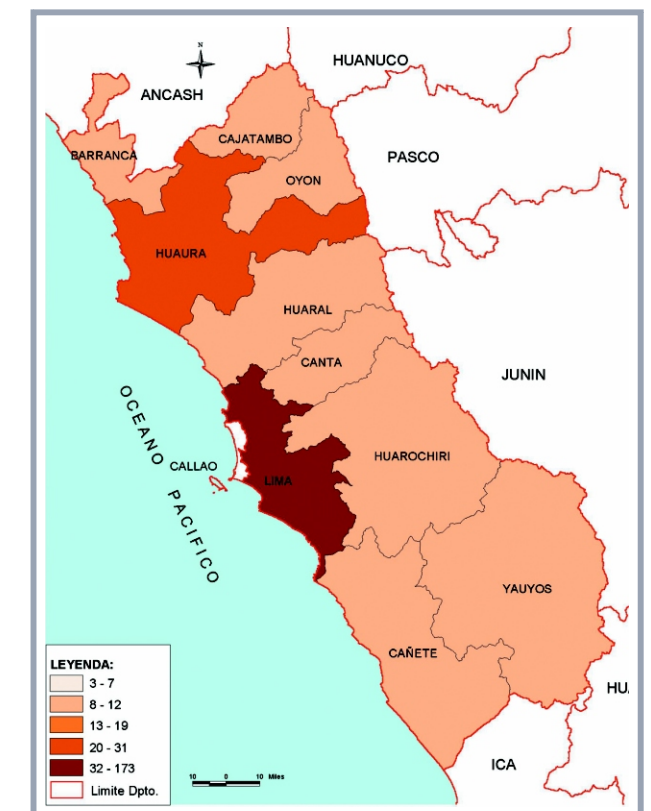 N
HUANUCO
ANCASH
CAJATAMBO
BARRANCA
PASCO
OYON
HUAURA
HUARAL
CANTA
JUNIN
OCEANO PACIFICO
HUAROCHIRI
CALLAO
LIMA
YAUYOS
CAÑETE
HU
ICA
LEYENDA:
3 - 7
8 - 12
13 - 19
20 - 31
32 - 173
Limite Dpto.
10 0 10 Miles